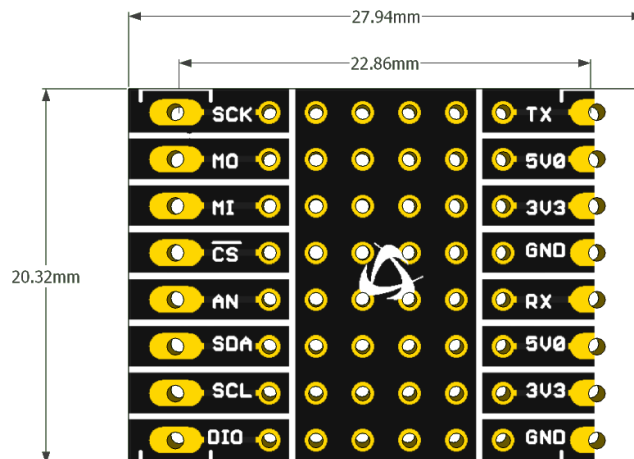 27.94mm
22.86mm
SCK TX
MO 5V0
MI 3V3
CS GND
20.32mm
AN RX
SDA 5V0
SCL 3V3
DIO GND